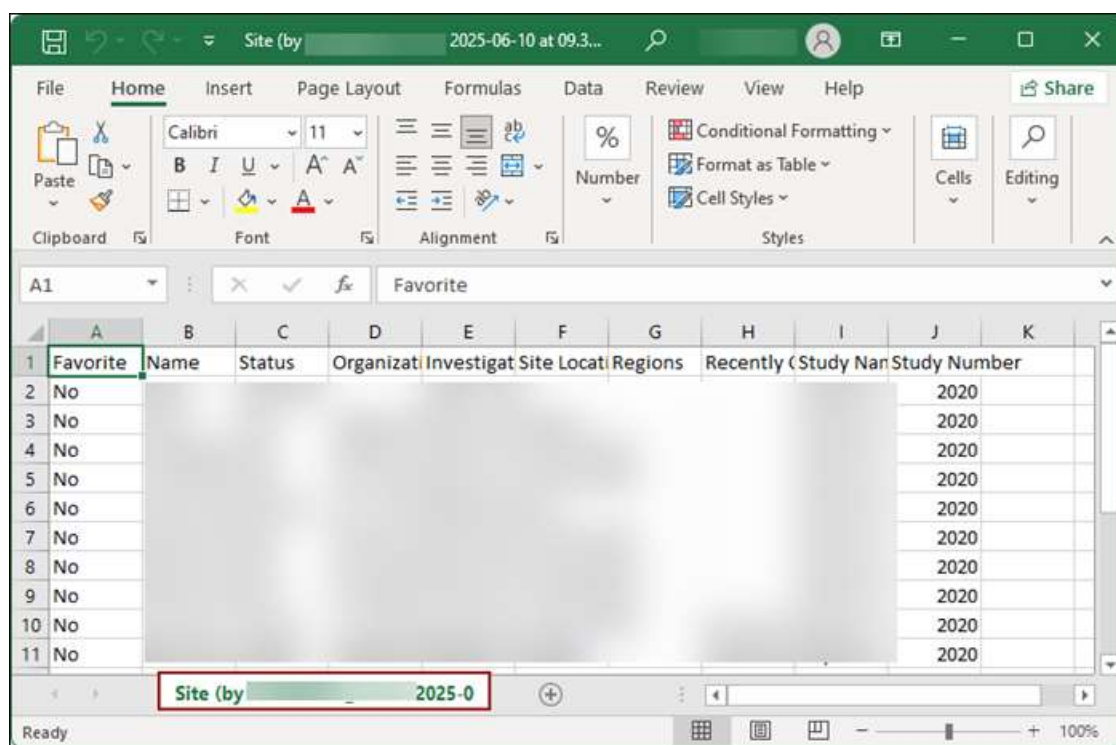 Site (by 2025-06-10 at 09.3...
File Home Insert Page Layout Formulas Data Review View Help Share
Calibri 11 ab % Conditional Formatting
Paste B I U A A Number Format as Table Cells Editing
A Cell Styles
Clipboard Font Alignment Styles
A1 fx Favorite
A B C D E F G H I J K
1 Favorite Name Status Organizati Investigat Site Locati Regions Recently ( Study Nan Study Number
2 No 2020
3 No 2020
4 No 2020
5 No 2020
6 No 2020
7 No 2020
8 No 2020
9 No 2020
10 No 2020
11 No 2020
Site (by _ 2025-0
Ready 100%